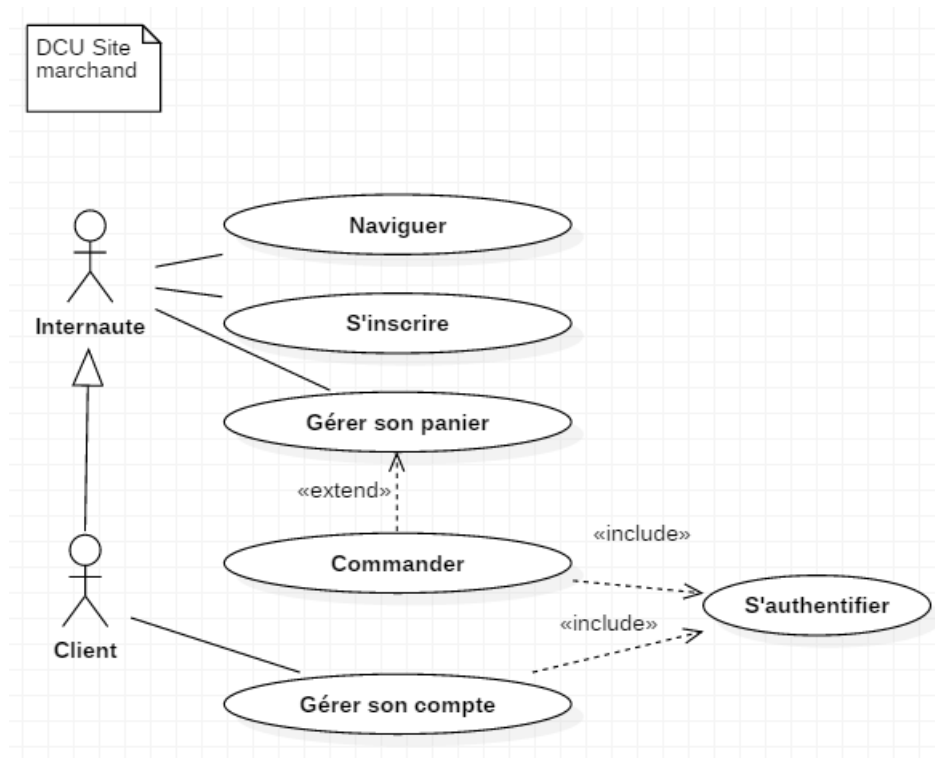 DCU Site
marchand
Naviguer
Internaute
S'inscrire
Gérer son panier
«extend»
«include»
Commander
S'authentifier
«include»
Client
Gérer son compte